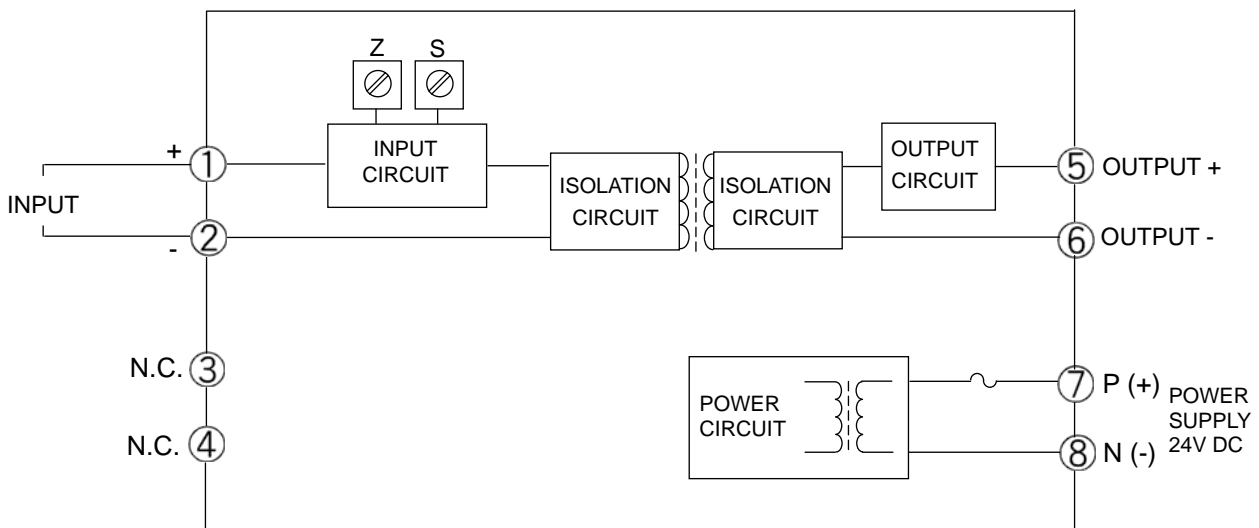 Z S
INPUT
CIRCUIT
+
1
INPUT
-
2
ISOLATION
CIRCUIT
ISOLATION
CIRCUIT
OUTPUT
CIRCUIT
5 OUTPUT +
6 OUTPUT -
N.C. 3
N.C. 4
POWER
CIRCUIT
7 P (+)
8 N (-)
POWER
SUPPLY
24V DC